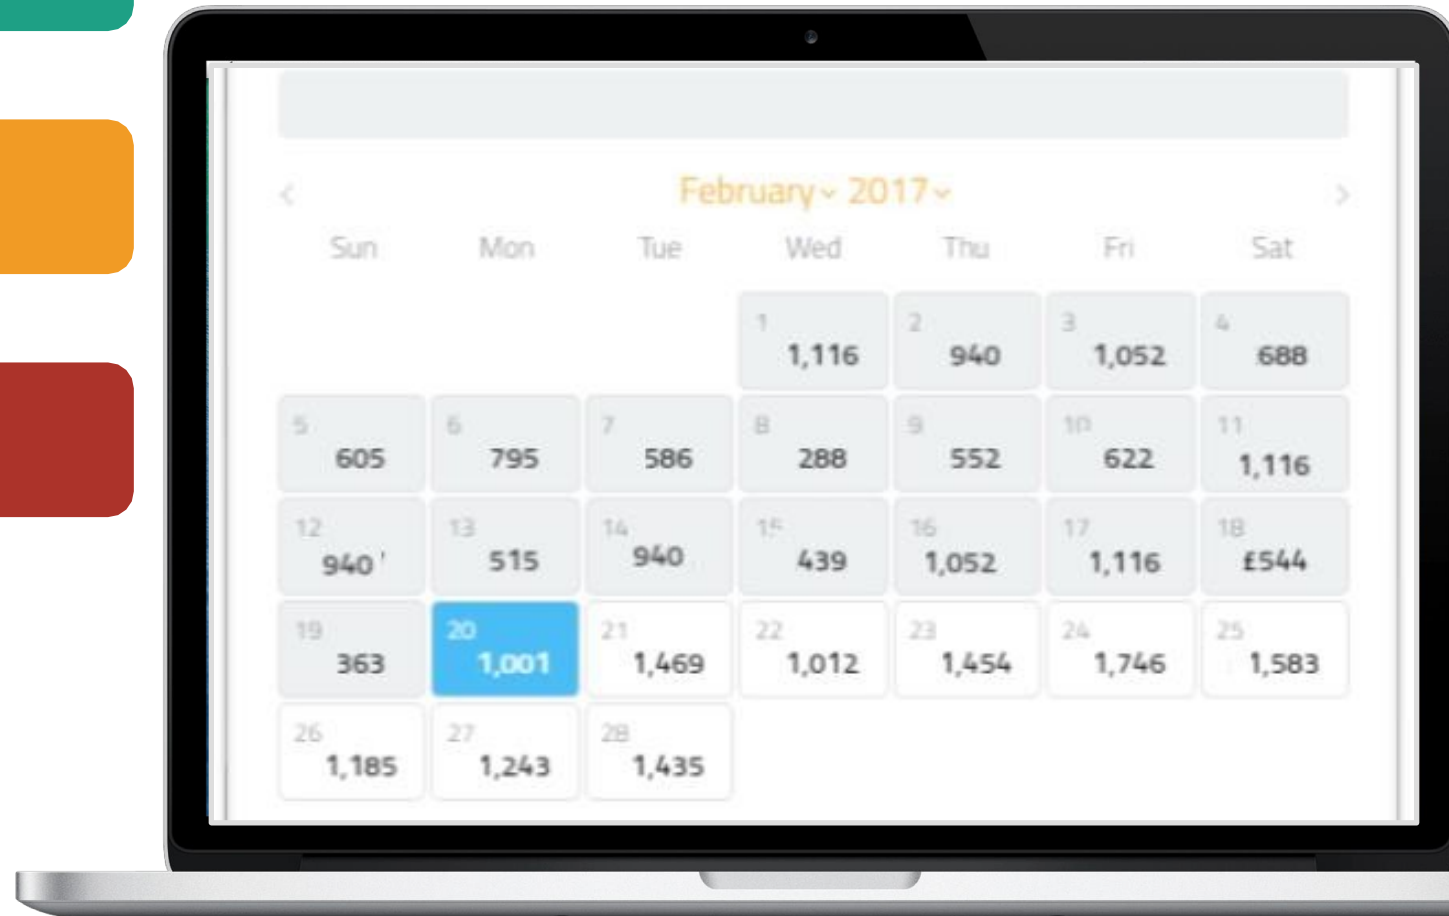 February 2017
Sun Mon Tue Wed Thu Fri Sat
1 2 3 4
1,116 940 1,052 688
5 6 7 8 9 10 11
605 795 586 288 552 622 1,116
12 13 14 15 16 17 18
940 ' 515 940 439 1,052 1,116 £544
19 20 21 22 23 24 25
363 1,001 1,469 1,012 1,454 1,746 1,583
26 27 28
1,185 1,243 1,435